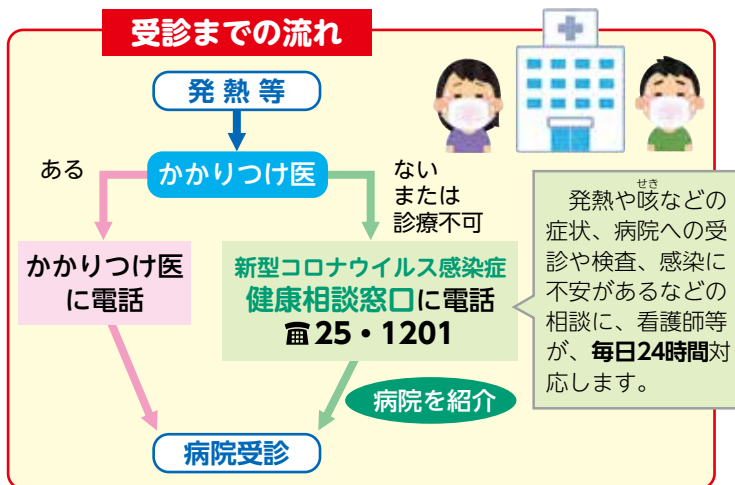 受診までの流れ
発熱等
かかりつけ医
ある
ない
または
診療不可
かかりつけ医
に電話
新型コロナウイルス感染症
健康相談窓口に電話
☎25・1201
病院を紹介
病院受診
せき
発熱や咳などの
症状、病院への受
診や検査、感染に
不安があるなどの
相談に、看護師等
が、毎日24時間対
応します。